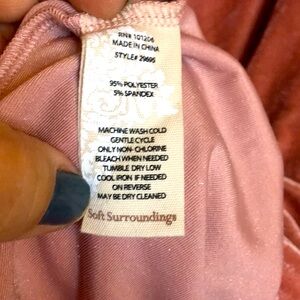 RN# 101206
MADE IN CHINA
STYLE# 29695
95% POLYESTER
5% SPANDEX
MACHINE WASH COLD
GENTLE CYCLE
ONLY NON-CHLORINE
BLEACH WHEN NEEDED
TUMBLE DRY LOW
COOL IRON IF NEEDED
ON REVERSE
MAY BE DRY CLEANED
Soft Surroundings